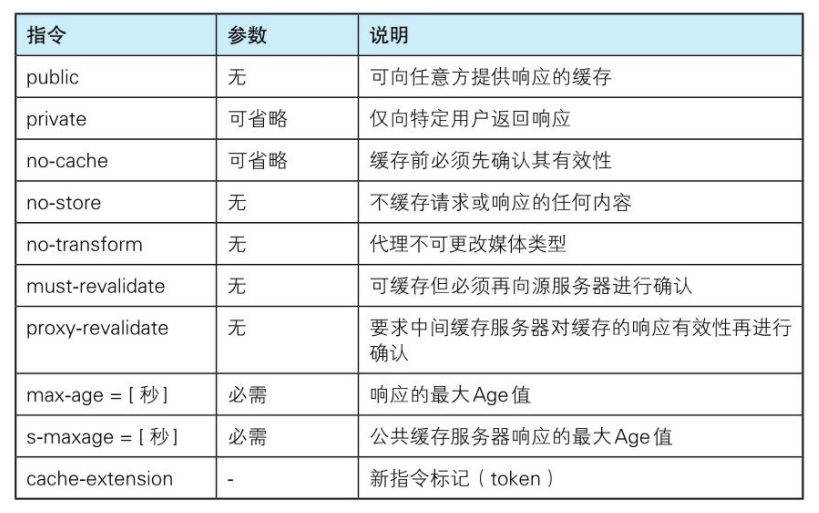 指令 参数 说明
public 无 可向任意方提供响应的缓存
private 可省略 仅向特定用户返回响应
no-cache 可省略 缓存前必须先确认其有效性
no-store 无 不缓存请求或响应的任何内容
no-transform 无 代理不可更改媒体类型
must-revalidate 无 可缓存但必须再向源服务器进行确认
proxy-revalidate 无 要求中间缓存服务器对缓存的响应有效性再进行
确认
max-age = [ 秒 ] 必需 响应的最大Age值
s-maxage = [ 秒 ] 必需 公共缓存服务器响应的最大Age值
cache-extension - 新指令标记（token）